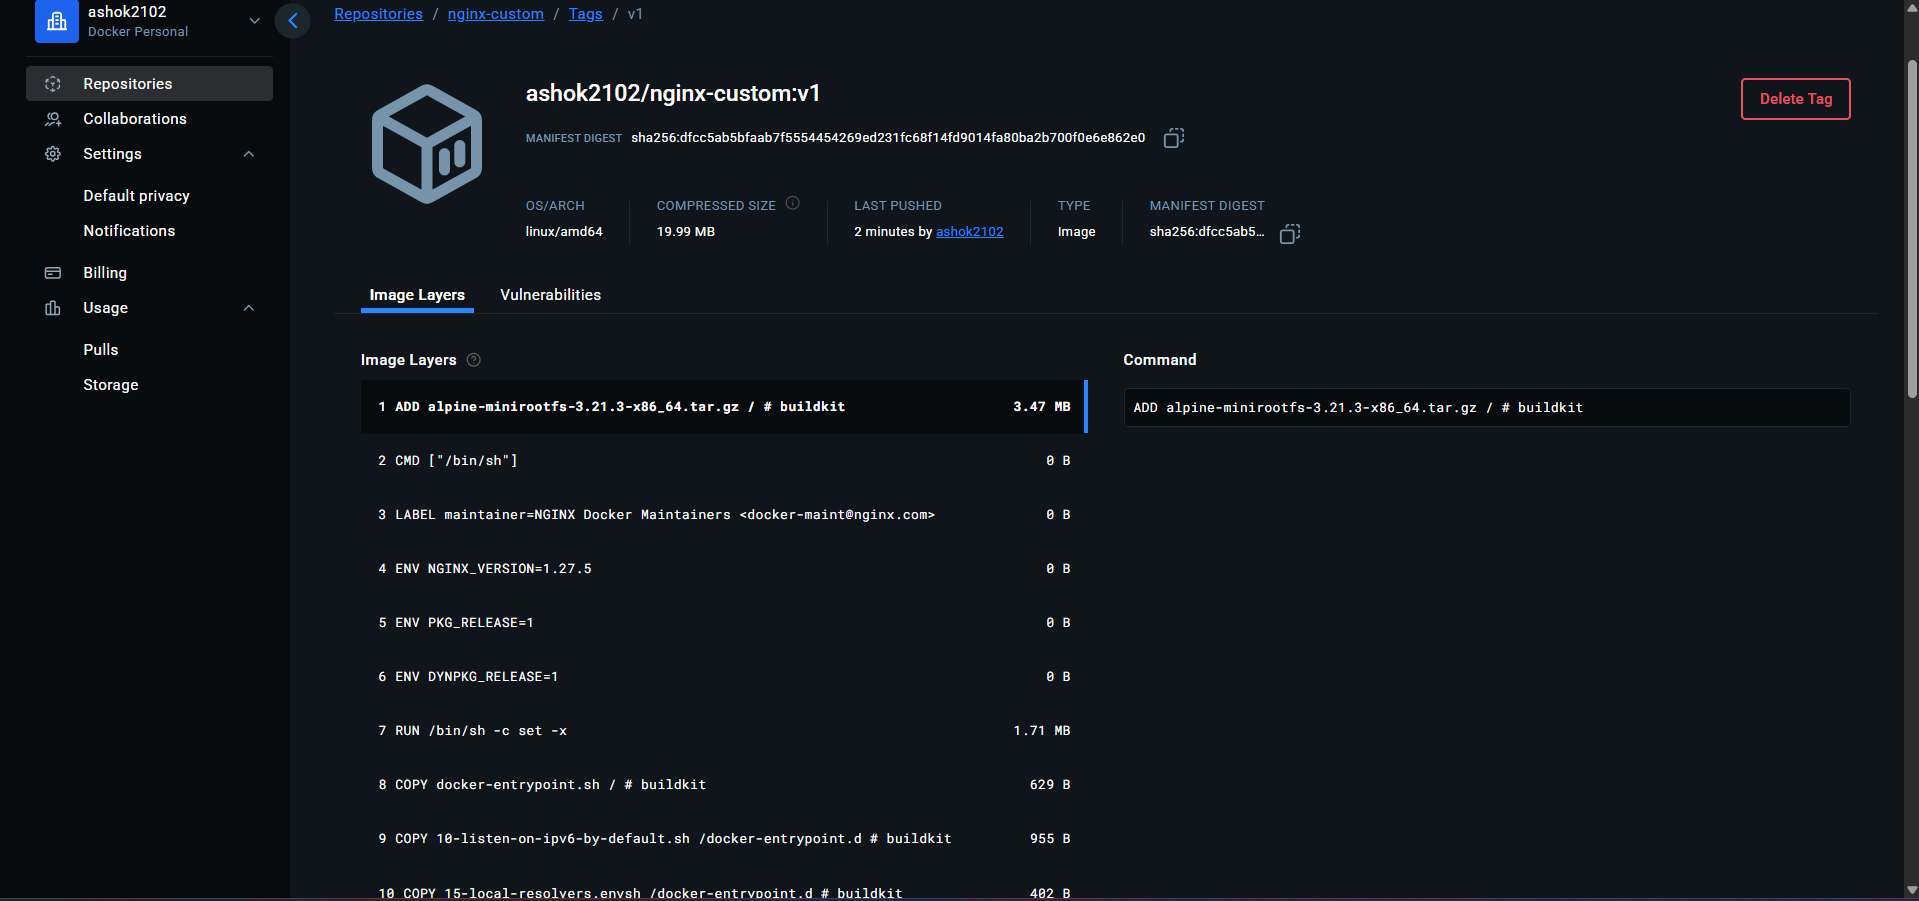 ashok2102
Docker Personal
Repositories
Collaborations
Settings
Default privacy
Notifications
Billing
Usage
Pulls
Storage
Repositories / nginx-custom / Tags / v1
ashok2102/nginx-custom:v1
Delete Tag
MANIFEST DIGEST sha256:dfcc5ab5bfaab7f5554454269ed231fc68f14fd9014fa80ba2b700f0e6e862e0
OS/ARCH COMPRESSED SIZE LAST PUSHED TYPE MANIFEST DIGEST
linux/amd64 19.99 MB 2 minutes by ashok2102 Image sha256:dfcc5ab5...
Image Layers Vulnerabilities
Image Layers
1 ADD alpine-minirootfs-3.21.3-x86_64.tar.gz / # buildkit 3.47 MB
2 CMD ["/bin/sh"] 0 B
3 LABEL maintainer=NGINX Docker Maintainers <docker-maint@nginx.com> 0 B
4 ENV NGINX_VERSION=1.27.5 0 B
5 ENV PKG_RELEASE=1 0 B
6 ENV DYNPKG_RELEASE=1 0 B
7 RUN /bin/sh -c set -x 1.71 MB
8 COPY docker-entrypoint.sh / # buildkit 629 B
9 COPY 10-listen-on-ipv6-by-default.sh /docker-entrypoint.d # buildkit 955 B
10 COPY 15-local-resolvers.envsh /docker-entrypoint.d # buildkit 402 B
Command
ADD alpine-minirootfs-3.21.3-x86_64.tar.gz / # buildkit